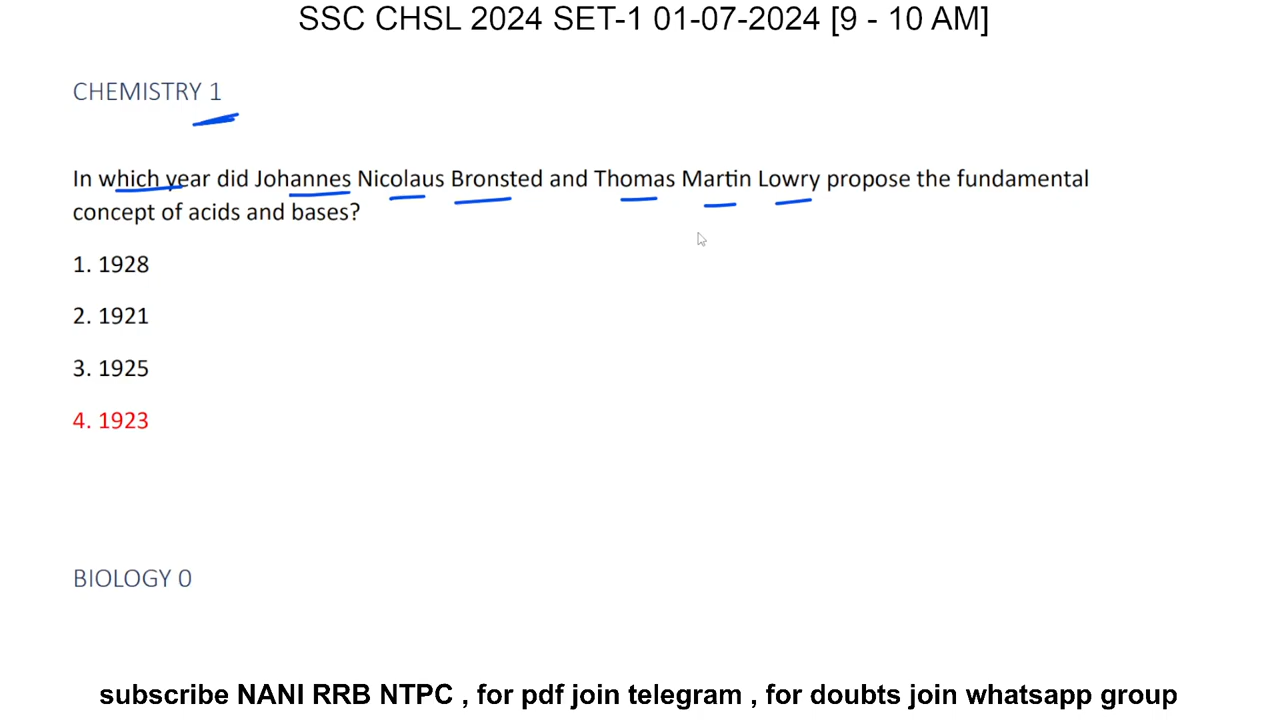 SSC CHSL 2024 SET-1 01-07-2024 [9 - 10 AM]
CHEMISTRY 1
In which year did Johannes Nicolaus Bronsted and Thomas Martin Lowry propose the fundamental
concept of acids and bases?
1. 1928
2. 1921
3. 1925
4. 1923
BIOLOGY 0
subscribe NANI RRB NTPC , for pdf join telegram , for doubts join whatsapp group